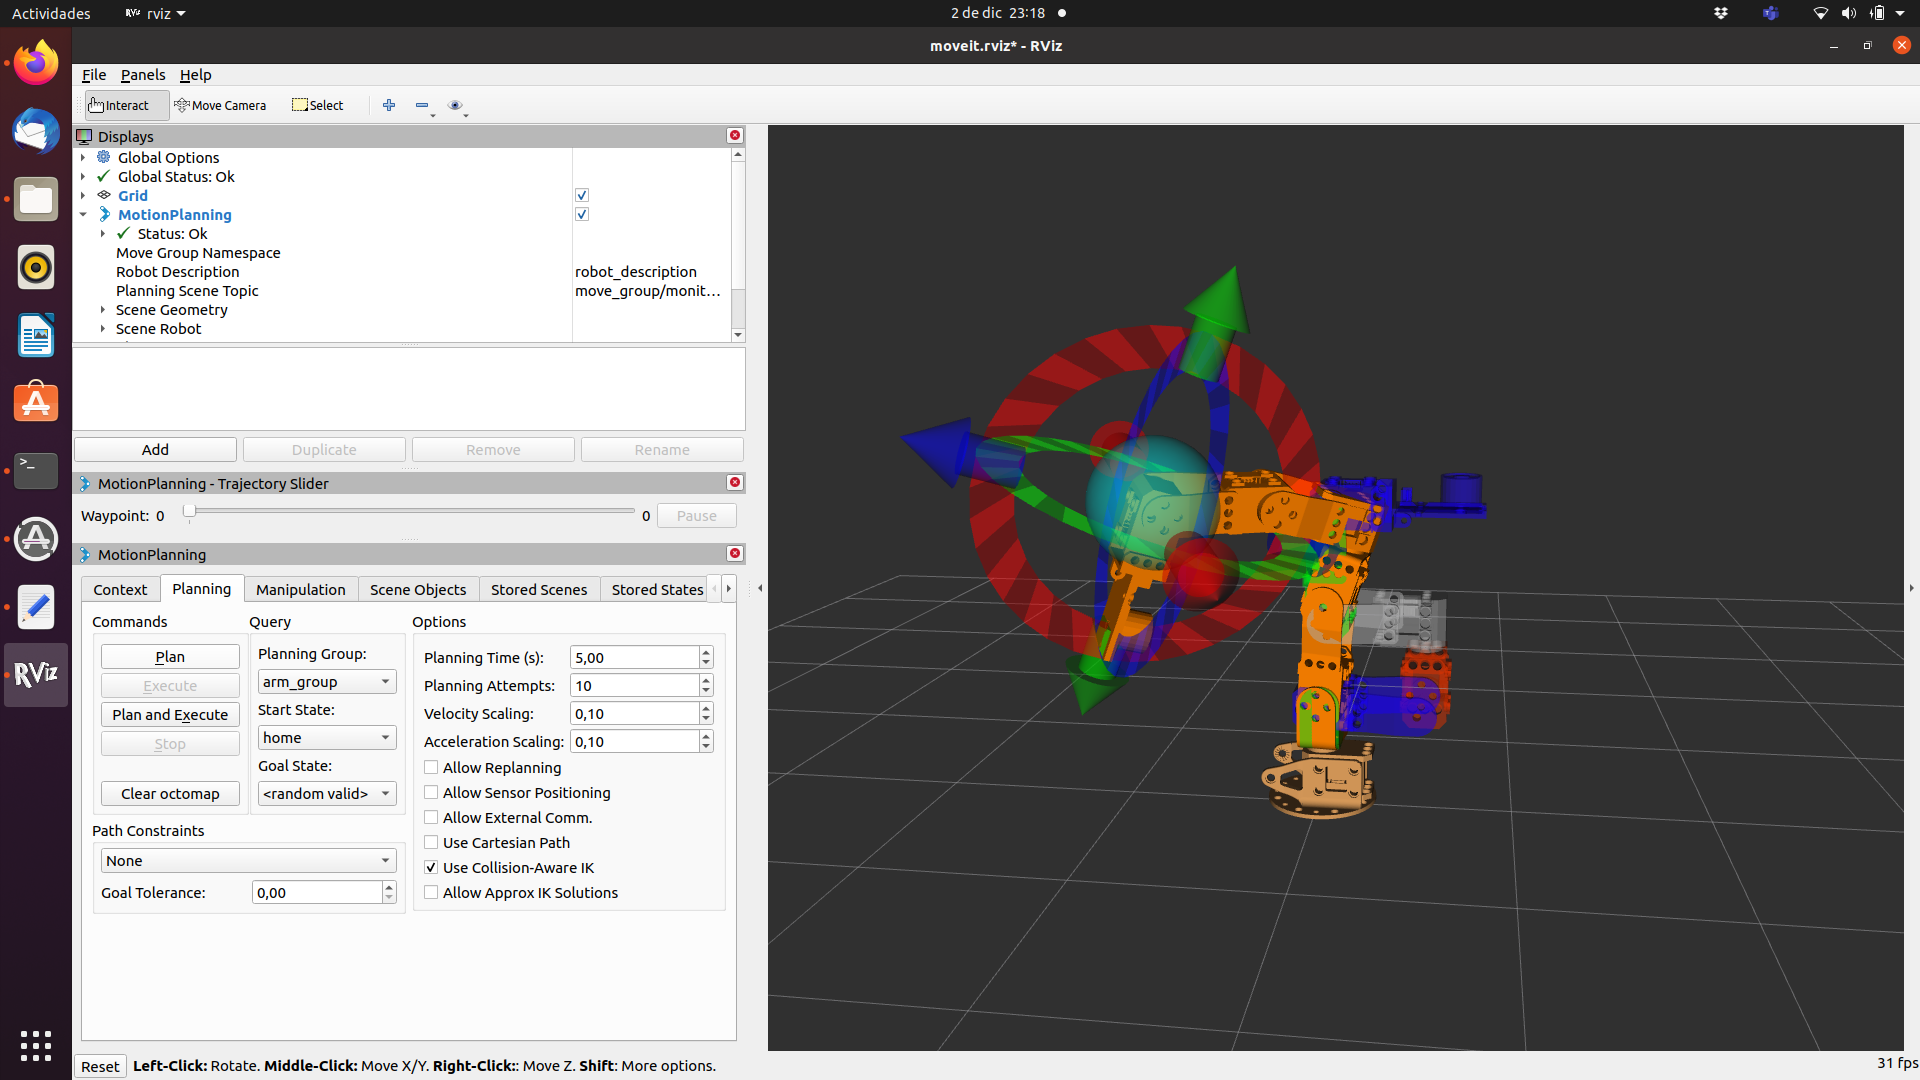 Actividades
RViz rviz
2 de dic 23:18
moveit.rviz* - RViz
File Panels Help
Interact
Move Camera
Select
Displays
Global Options
Global Status: Ok
Grid
MotionPlanning
Status: Ok
Move Group Namespace
Robot Description robot_description
Planning Scene Topic move_group/monit...
Scene Geometry
Scene Robot
Add Duplicate Remove Rename
MotionPlanning - Trajectory Slider
Waypoint: 0 0 Pause
MotionPlanning
Context Planning Manipulation Scene Objects Stored Scenes Stored States
Commands
Plan
Execute
Plan and Execute
Stop
Clear octomap
Query
Planning Group:
arm_group
Start State:
home
Goal State:
<random valid>
Path Constraints
None
Goal Tolerance: 0,00
Options
Planning Time (s): 5,00
Planning Attempts: 10
Velocity Scaling: 0,10
Acceleration Scaling: 0,10
Allow Replanning
Allow Sensor Positioning
Allow External Comm.
Use Cartesian Path
Use Collision-Aware IK
Allow Approx IK Solutions
RViz
Reset
Left-Click: Rotate. Middle-Click: Move X/Y. Right-Click:: Move Z. Shift: More options.
31 fps